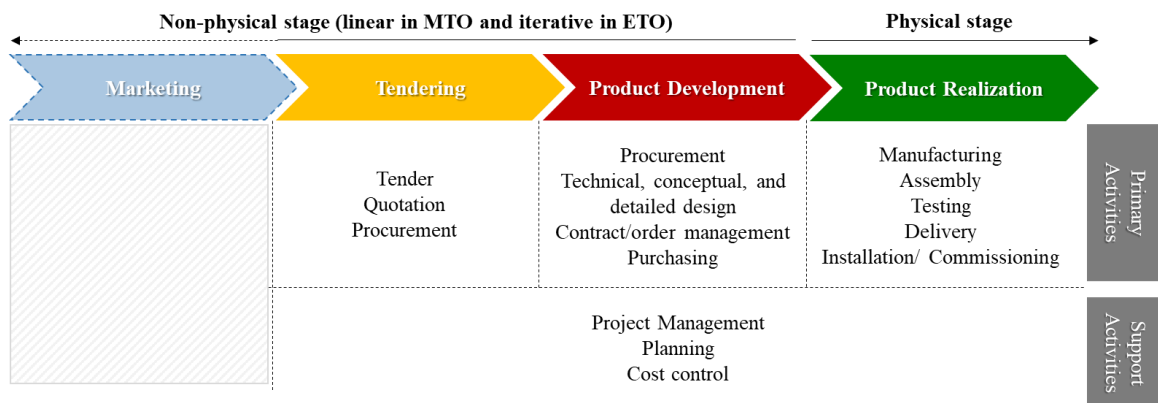 Non-physical stage (linear in MTO and iterative in ETO)
Physical stage
Marketing
Tendering
Product Development
Product Realization
Tender
Quotation
Procurement
Procurement
Technical, conceptual, and
detailed design
Contract/order management
Purchasing
Manufacturing
Assembly
Testing
Delivery
Installation/ Commissioning
Primary
Activities
Project Management
Planning
Cost control
Support
Activities